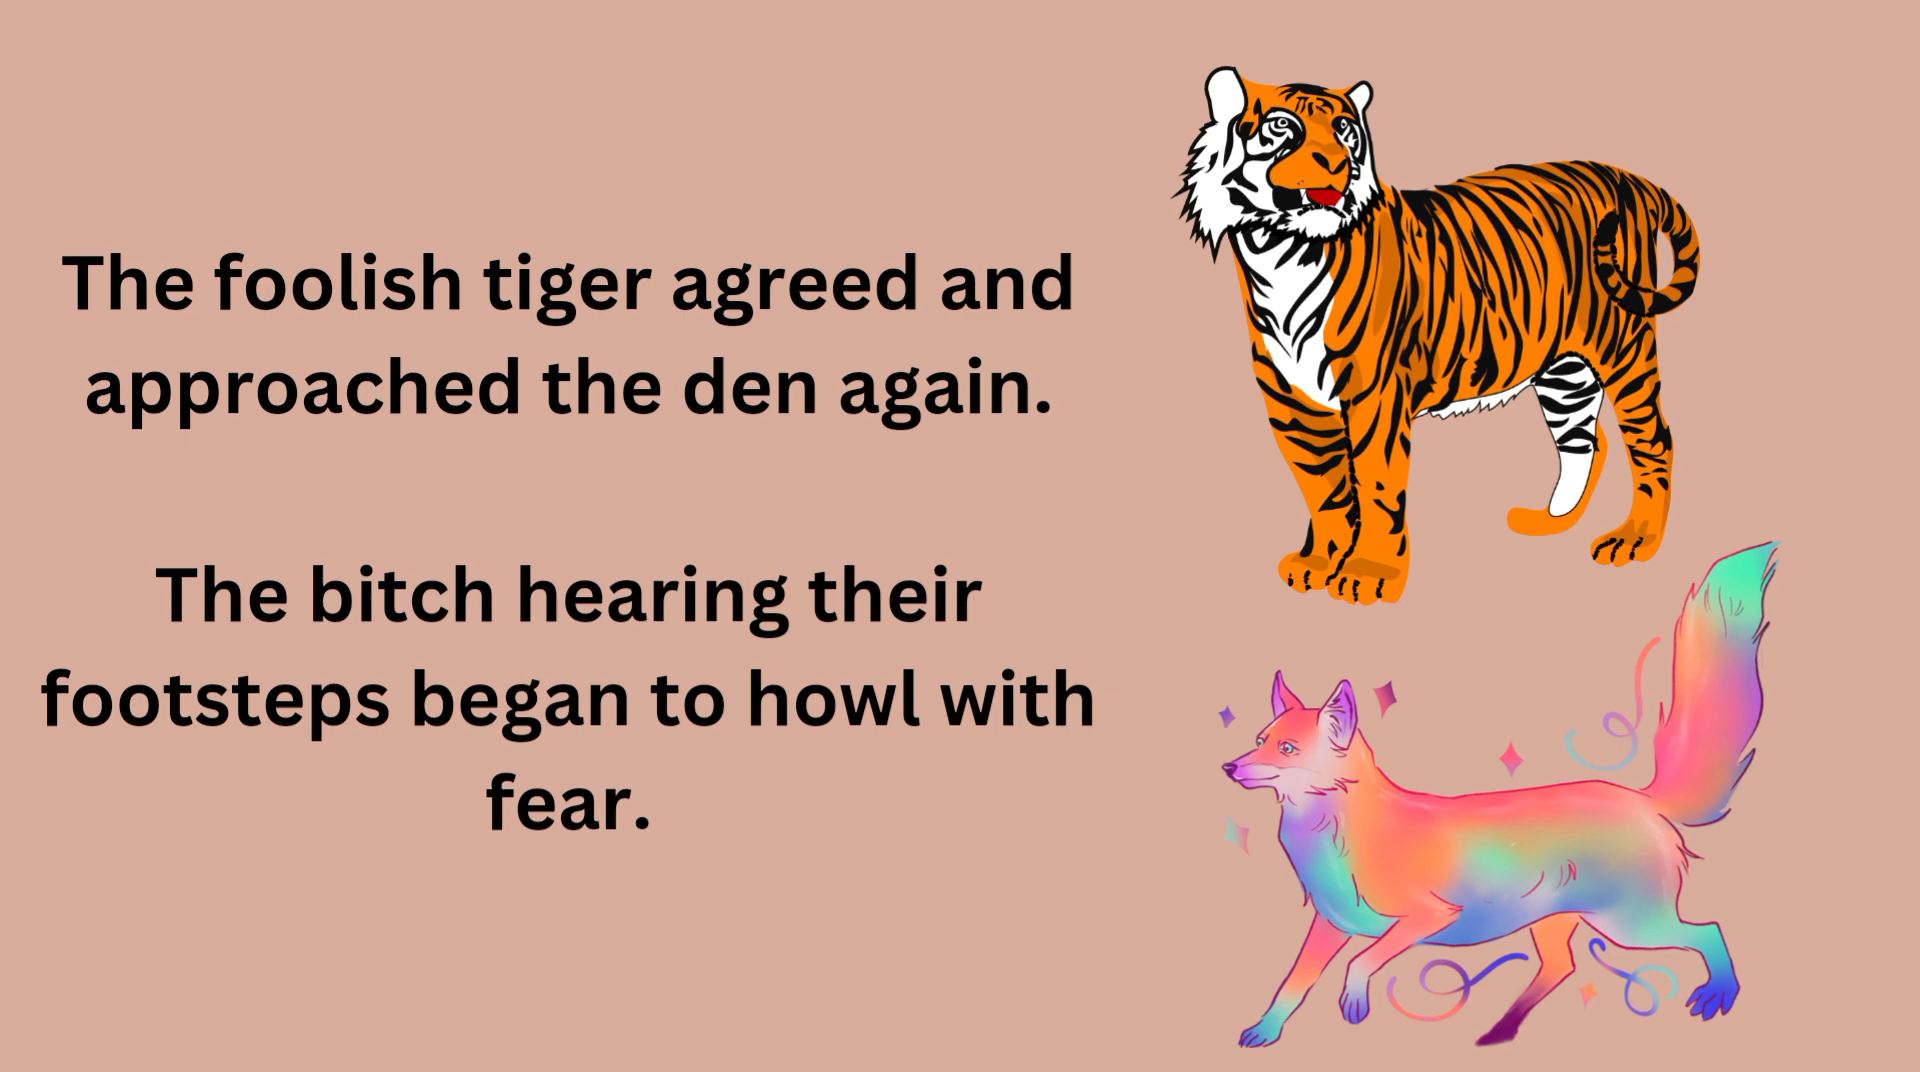 The foolish tiger agreed and
approached the den again.
The bitch hearing their
footsteps began to howl with
fear.